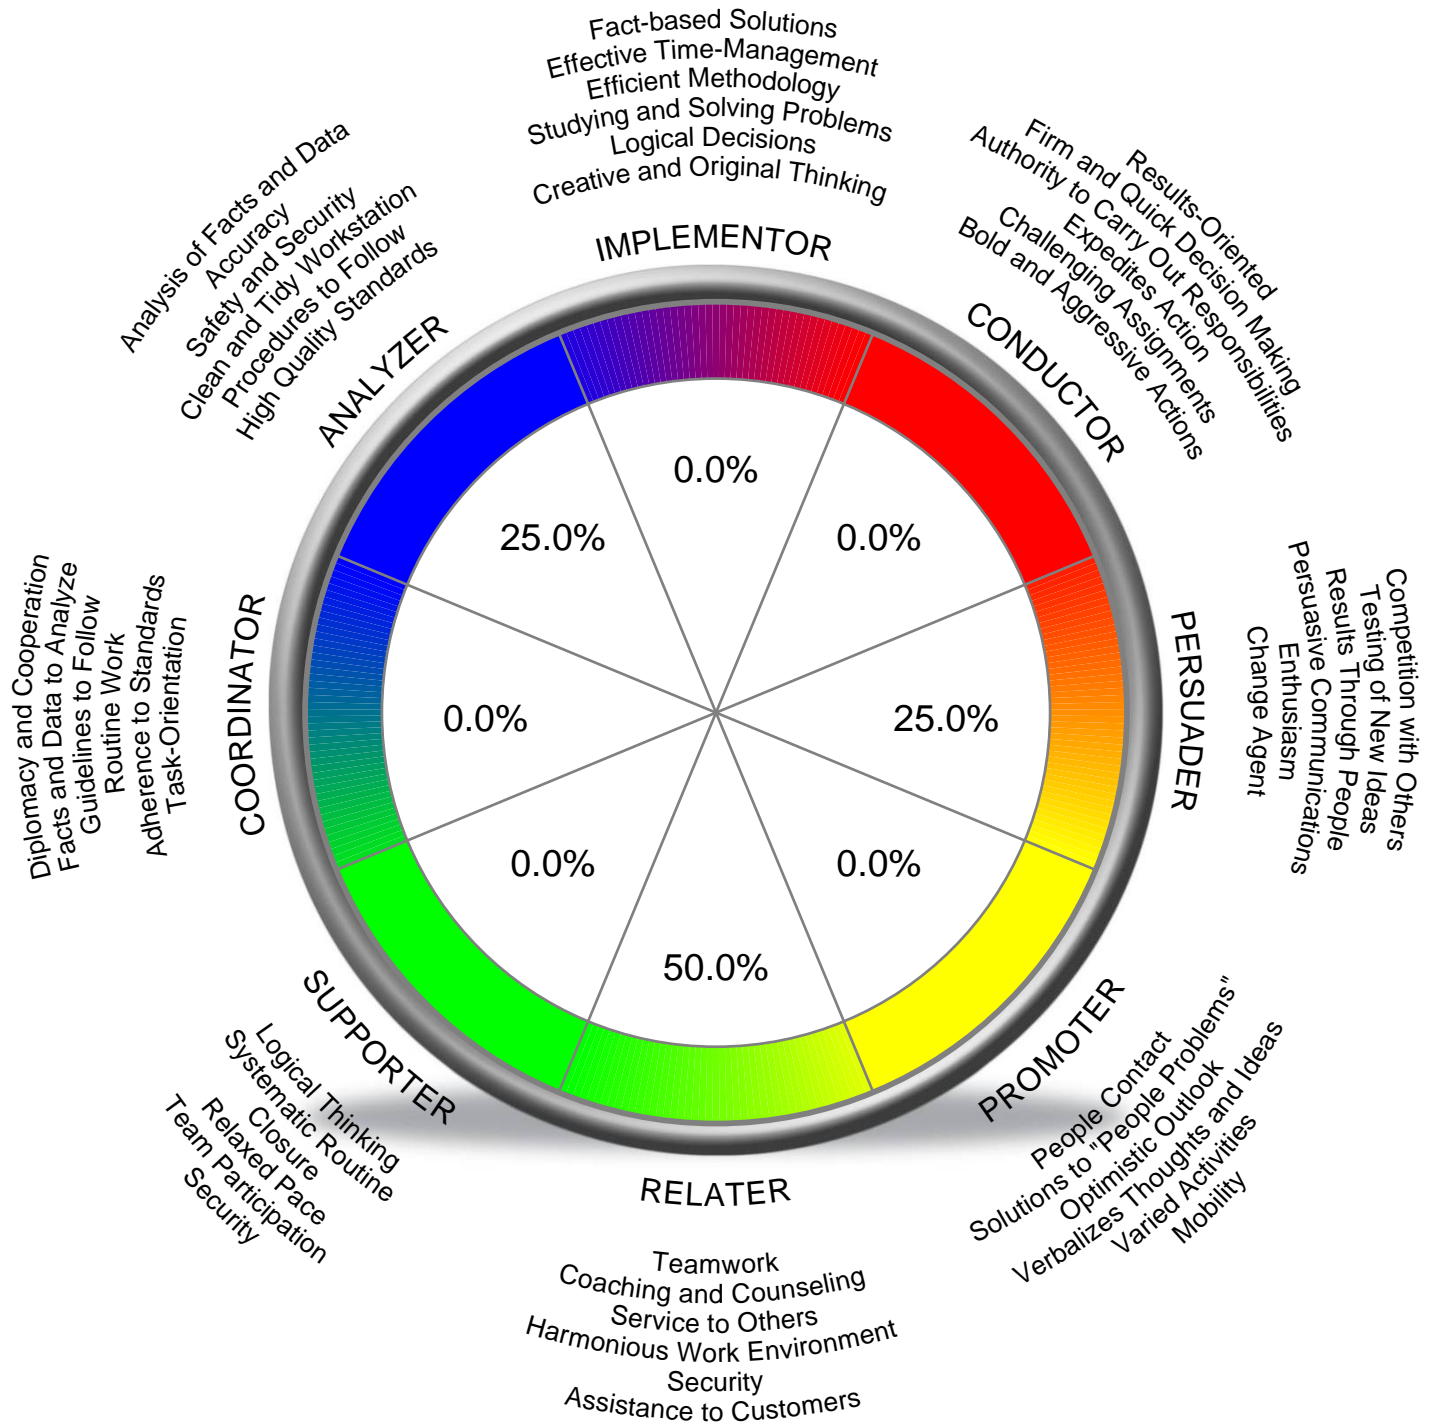 Fact-based Solutions
Effective Time-Management
Efficient Methodology
Studying and Solving Problems
Logical Decisions
Creative and Original Thinking
IMPLEMENTOR
0.0%
Results-Oriented
Firm and Quick Decision Making
Authority to Carry Out Responsibilities
Expedites Action
Challenging Assignments
Bold and Aggressive Actions
CONDUCTOR
0.0%
Competition with Others
Testing of New Ideas
Results Through People
Persuasive Communications
Enthusiasm
Change Agent
PERSUADER
25.0%
PROMOTER
0.0%
People Contact
Solutions to "People Problems"
Optimistic Outlook
Verbalizes Thoughts and Ideas
Varied Activities
Mobility
50.0%
RELATER
Teamwork
Coaching and Counseling
Service to Others
Harmonious Work Environment
Security
Assistance to Customers
0.0%
SUPPORTER
Logical Thinking
Systematic Routine
Closure
Relaxed Pace
Team Participation
Security
Diplomacy and Cooperation
Facts and Data to Analyze
Guidelines to Follow
Routine Work
Adherence to Standards
Task-Orientation
COORDINATOR
0.0%
Analysis of Facts and Data
Accuracy
Safety and Security
Clean and Tidy Workstation
Procedures to Follow
High Quality Standards
ANALYZER
25.0%